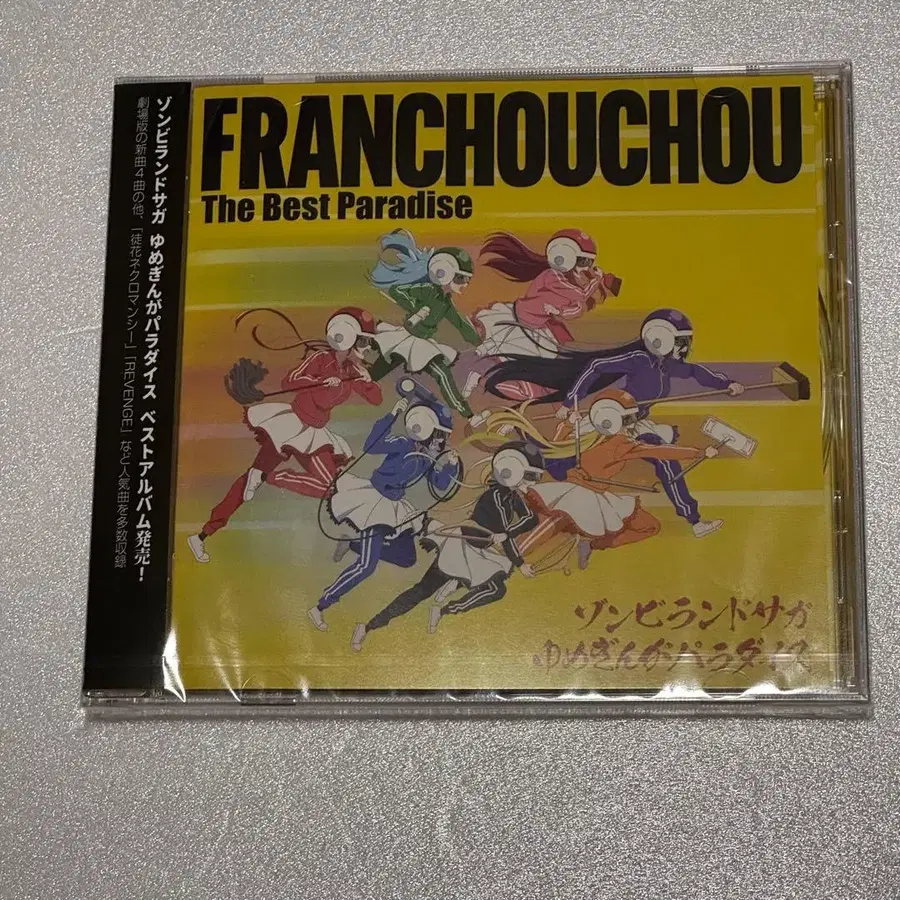 FRANCHOUCHOU
The Best Paradise
ゾンビランドサガ ゆめぎんがパラダイス ベストアルバム発売!
劇場版の新曲4曲の他、「徒花ネクロマンシー」「REVENGE」など人気曲を多数収録
ゾンビランドサガ
ゆめぎんがパラダイス